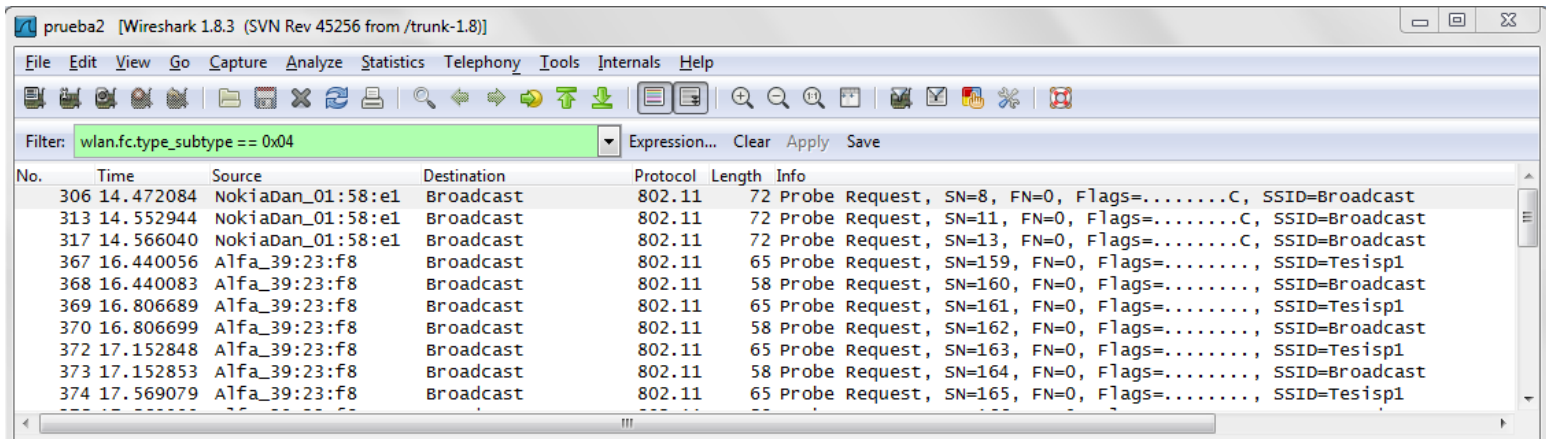 prueba2 [Wireshark 1.8.3 (SVN Rev 45256 from /trunk-1.8)]
File Edit View Go Capture Analyze Statistics Telephony Tools Internals Help
Filter: wlan.fc.type_subtype == 0x04 Expression... Clear Apply Save
No. Time Source Destination Protocol Length Info
306 14.472084 NokiaDan_01:58:e1 Broadcast 802.11 72 Probe Request, SN=8, FN=0, Flags=........C, SSID=Broadcast
313 14.552944 NokiaDan_01:58:e1 Broadcast 802.11 72 Probe Request, SN=11, FN=0, Flags=........C, SSID=Broadcast
317 14.566040 NokiaDan_01:58:e1 Broadcast 802.11 72 Probe Request, SN=13, FN=0, Flags=........C, SSID=Broadcast
367 16.440056 Alfa_39:23:f8 Broadcast 802.11 65 Probe Request, SN=159, FN=0, Flags=........, SSID=Tesisp1
368 16.440083 Alfa_39:23:f8 Broadcast 802.11 58 Probe Request, SN=160, FN=0, Flags=........, SSID=Broadcast
369 16.806689 Alfa_39:23:f8 Broadcast 802.11 65 Probe Request, SN=161, FN=0, Flags=........, SSID=Tesisp1
370 16.806699 Alfa_39:23:f8 Broadcast 802.11 58 Probe Request, SN=162, FN=0, Flags=........, SSID=Broadcast
372 17.152848 Alfa_39:23:f8 Broadcast 802.11 65 Probe Request, SN=163, FN=0, Flags=........, SSID=Tesisp1
373 17.152853 Alfa_39:23:f8 Broadcast 802.11 58 Probe Request, SN=164, FN=0, Flags=........, SSID=Broadcast
374 17.569079 Alfa_39:23:f8 Broadcast 802.11 65 Probe Request, SN=165, FN=0, Flags=........, SSID=Tesisp1